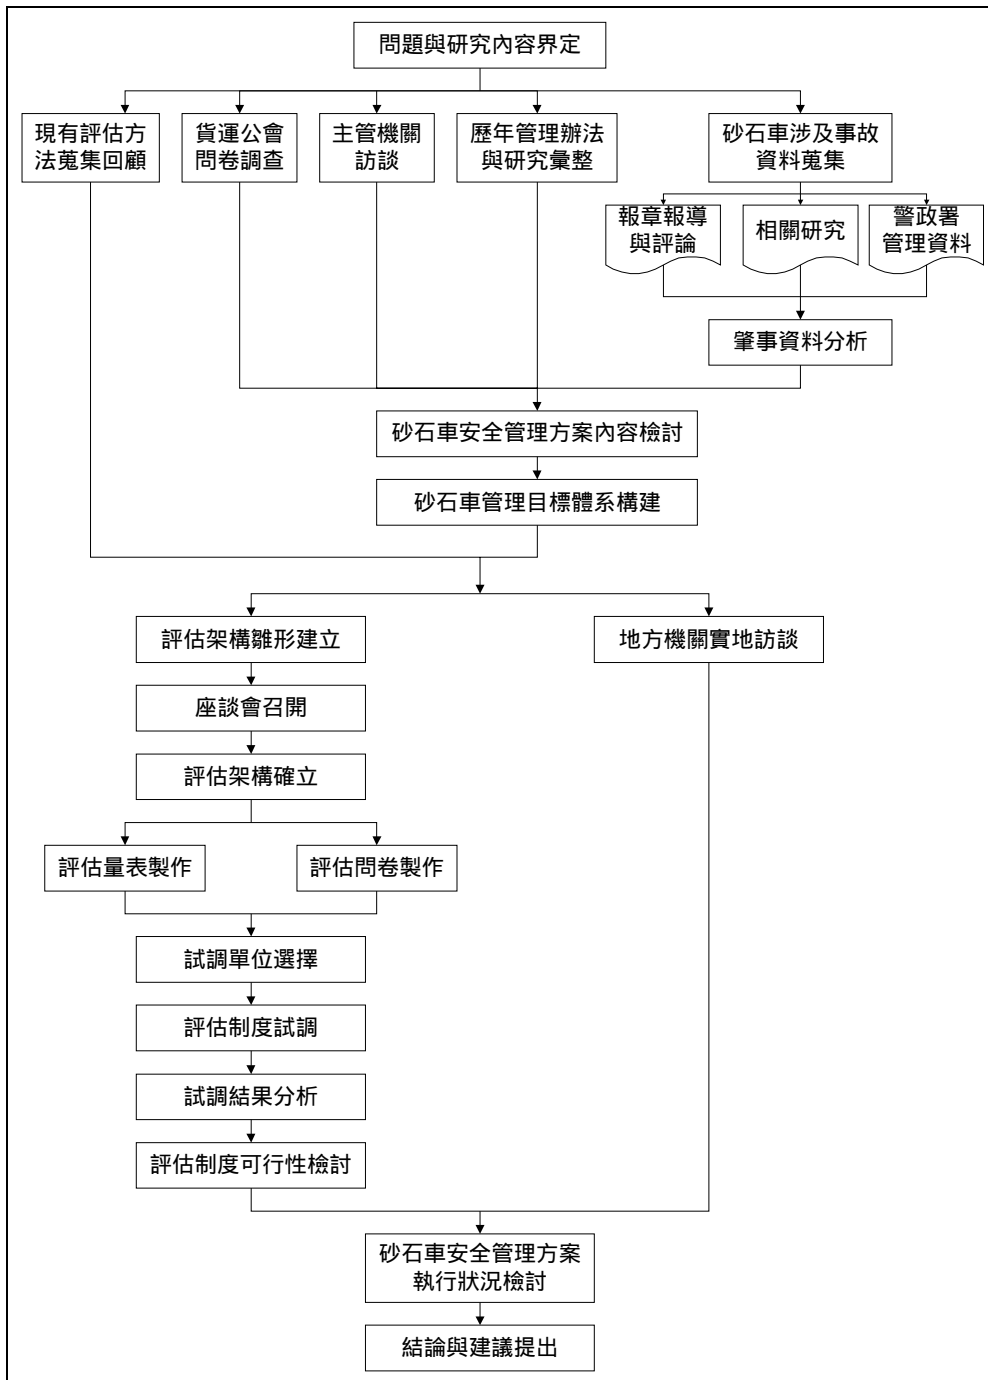 問題與研究內容界定
現有評估方
法蒐集回顧
貨運公會
問卷調查
主管機關
訪談
歷年管理辦法
與研究彙整
砂石車涉及事故
資料蒐集
報章報導
與評論
相關研究
警政署
管理資料
肇事資料分析
砂石車安全管理方案內容檢討
砂石車管理目標體系構建
評估架構雛形建立
地方機關實地訪談
座談會召開
評估架構確立
評估量表製作
評估問卷製作
試調單位選擇
評估制度試調
試調結果分析
評估制度可行性檢討
砂石車安全管理方案
執行狀況檢討
結論與建議提出